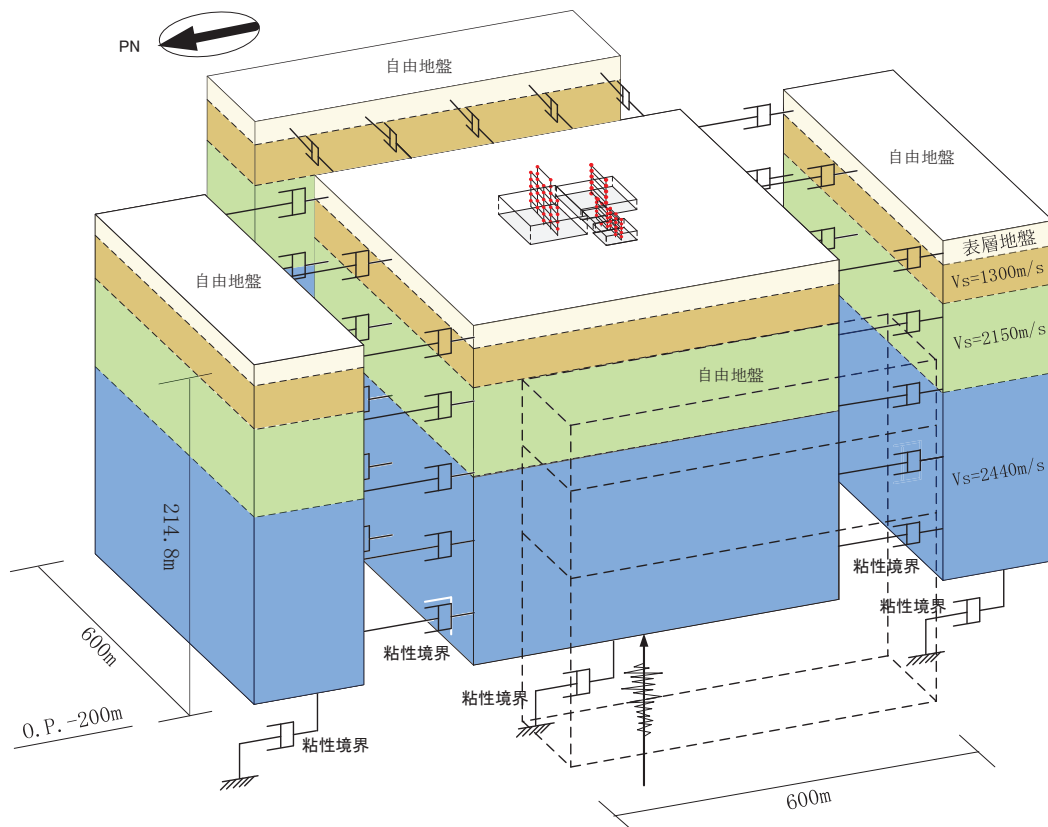 PN
自由地盤
自由地盤
表層地盤
Vs=1300m/s
自由地盤
Vs=2150m/s
自由地盤
Vs=2440m/s
214.8m
粘性境界
粘性境界
600m
粘性境界
粘性境界
O.P.-200m
粘性境界
600m